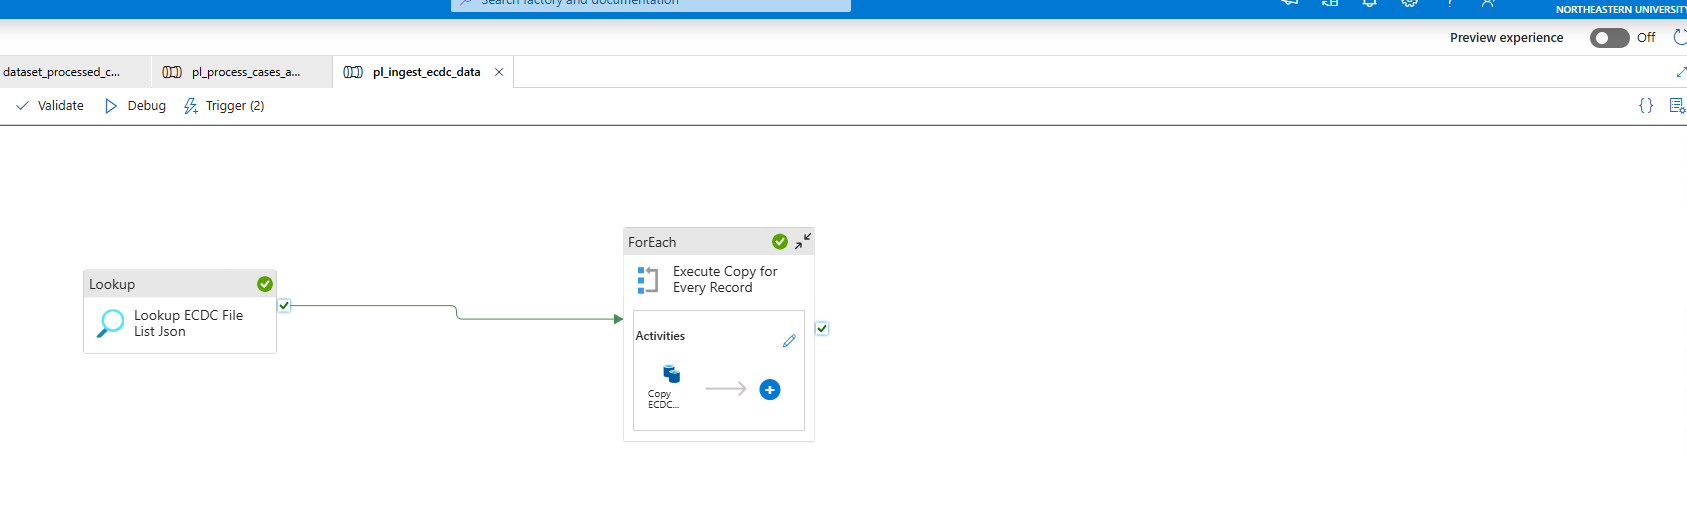 Search factory and documentation
NORTHEASTERN UNIVERSITY
Preview experience
Off
dataset_processed_c...
pl_process_cases_a...
pl_ingest_ecdc_data
Validate
Debug
Trigger (2)
{}
Lookup
Lookup ECDC File
List Json
ForEach
Execute Copy for
Every Record
Activities
Copy
ECDC...